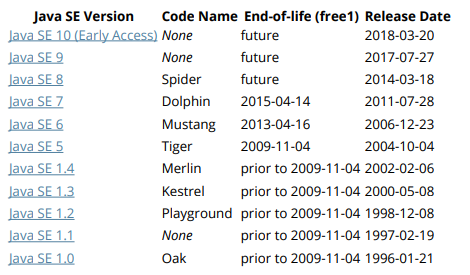 Java SE Version Code Name End-of-life (free1) Release Date
Java SE 10 (Early Access) None future 2018-03-20
Java SE 9 None future 2017-07-27
Java SE 8 Spider future 2014-03-18
Java SE 7 Dolphin 2015-04-14 2011-07-28
Java SE 6 Mustang 2013-04-16 2006-12-23
Java SE 5 Tiger 2009-11-04 2004-10-04
Java SE 1.4 Merlin prior to 2009-11-04 2002-02-06
Java SE 1.3 Kestrel prior to 2009-11-04 2000-05-08
Java SE 1.2 Playground prior to 2009-11-04 1998-12-08
Java SE 1.1 None prior to 2009-11-04 1997-02-19
Java SE 1.0 Oak prior to 2009-11-04 1996-01-21